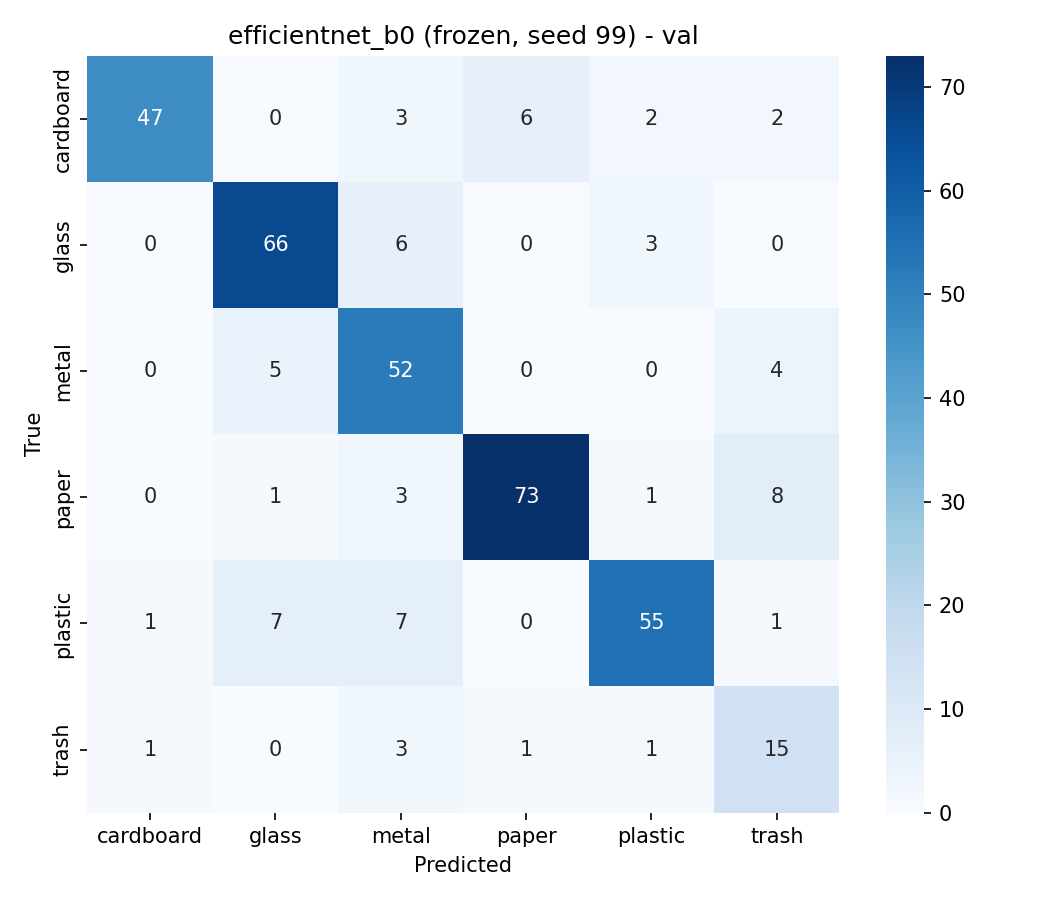 efficientnet_b0 (frozen, seed 99) - val
True
cardboard 47 0 3 6 2 2
glass 0 66 6 0 3 0
metal 0 5 52 0 0 4
paper 0 1 3 73 1 8
plastic 1 7 7 0 55 1
trash 1 0 3 1 1 15
cardboard glass metal paper plastic trash
Predicted
70
60
50
40
30
20
10
0